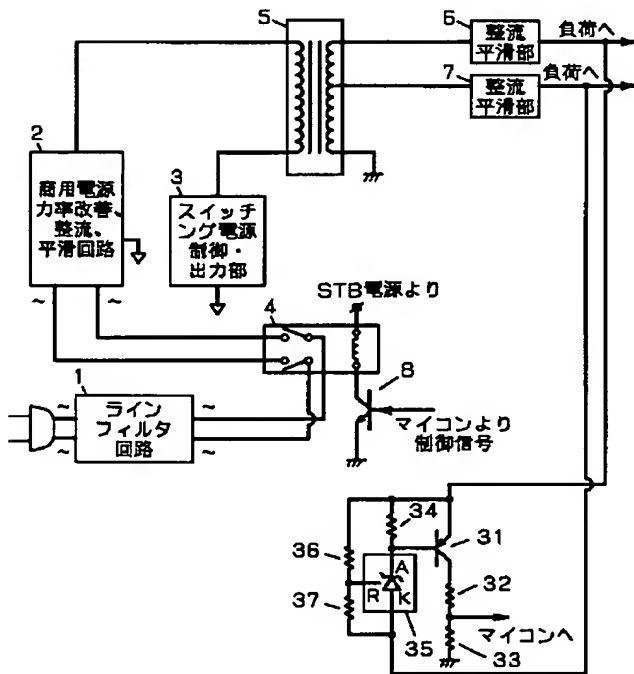 5
6
整流
平滑部
負荷へ
7
整流
平滑部
負荷へ
2
商用電源
力率改善、
整流、
平滑回路
3
スイッチ
ング電源
制御・
出力部
~
~
STB電源より
4
8
マイコンより
制御信号
1
~
~
ライン
フィルタ
回路
~
~
34
31
36
A
R
K
37
35
32
マイコンへ
33